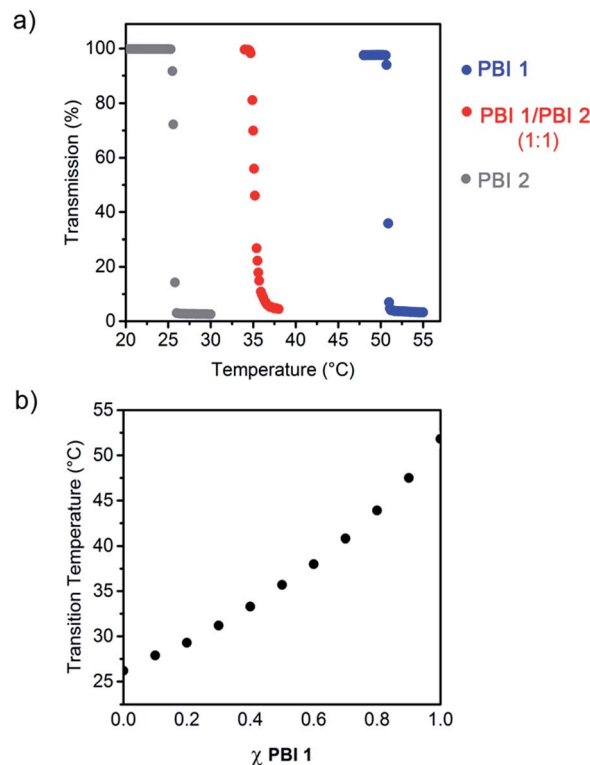 a)
100
80
60
40
20
0
Transmission (%)
20 25 30 35 40 45 50 55
Temperature (°C)
PBI 1
PBI 1/PBI 2
(1:1)
PBI 2
b)
55
50
45
40
35
30
25
Transition Temperature (°C)
0.0 0.2 0.4 0.6 0.8 1.0
χ PBI 1